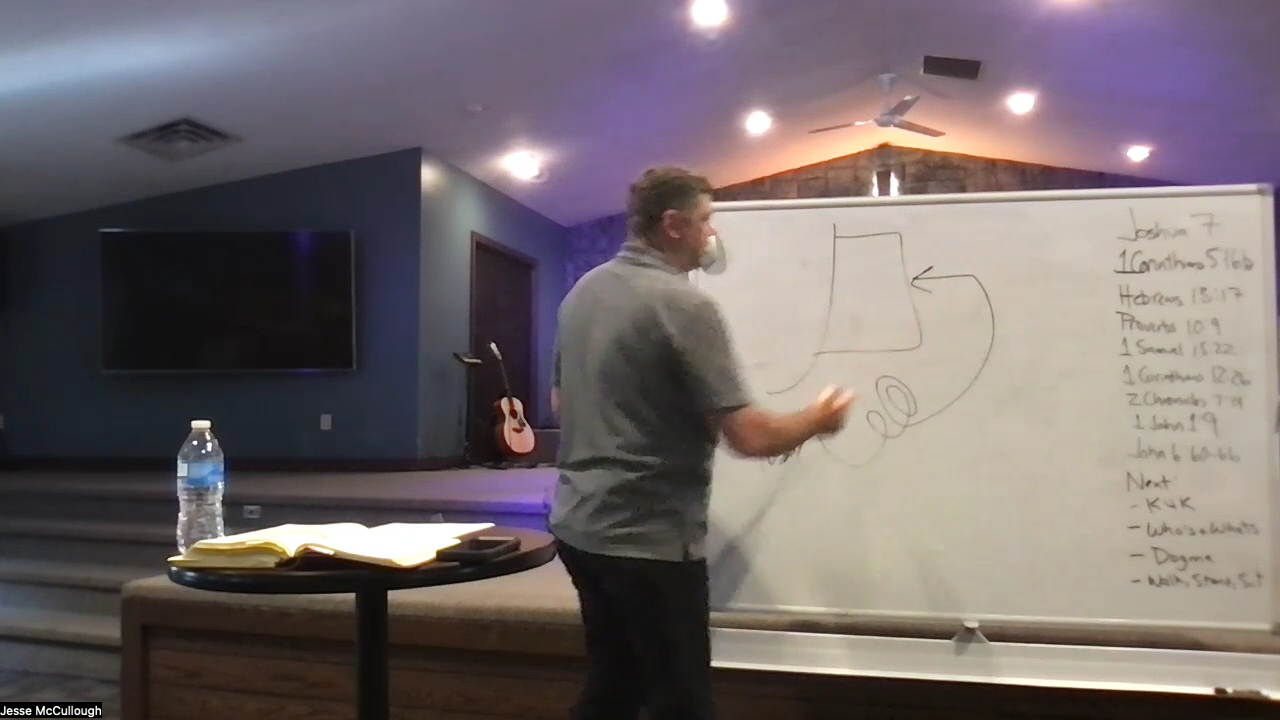 Joshua 7
1 Corinthians 5 1 6b
Hebrews 13:17
Proverbs 10:9
1 Samuel 15:22
1 Corinthians 12:26
2 Chronicles 7:14
1 John 1:9
John 6 60-66
Next:
- K4K
- Who's + What's
- Dogma
- Walk, Stand, Sit
Jesse McCullough